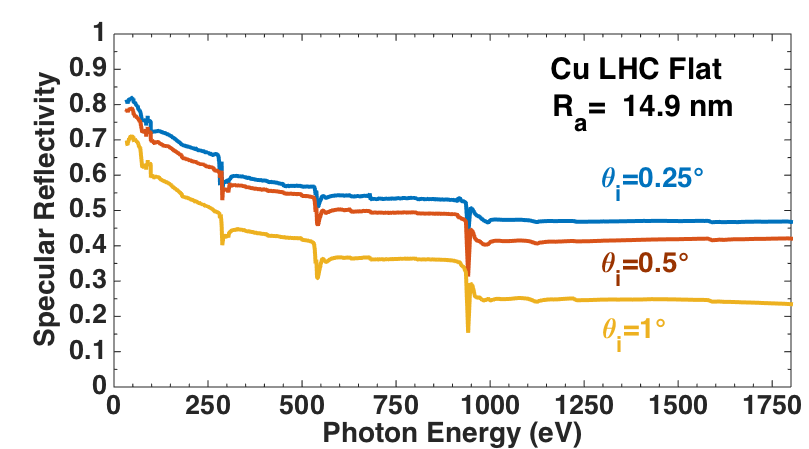 1
0.9
0.8
0.7
0.6
0.5
0.4
0.3
0.2
0.1
0
Specular Reflectivity
Cu LHC Flat
Ra= 14.9 nm
θi=0.25°
θi=0.5°
θi=1°
0 250 500 750 1000 1250 1500 1750
Photon Energy (eV)